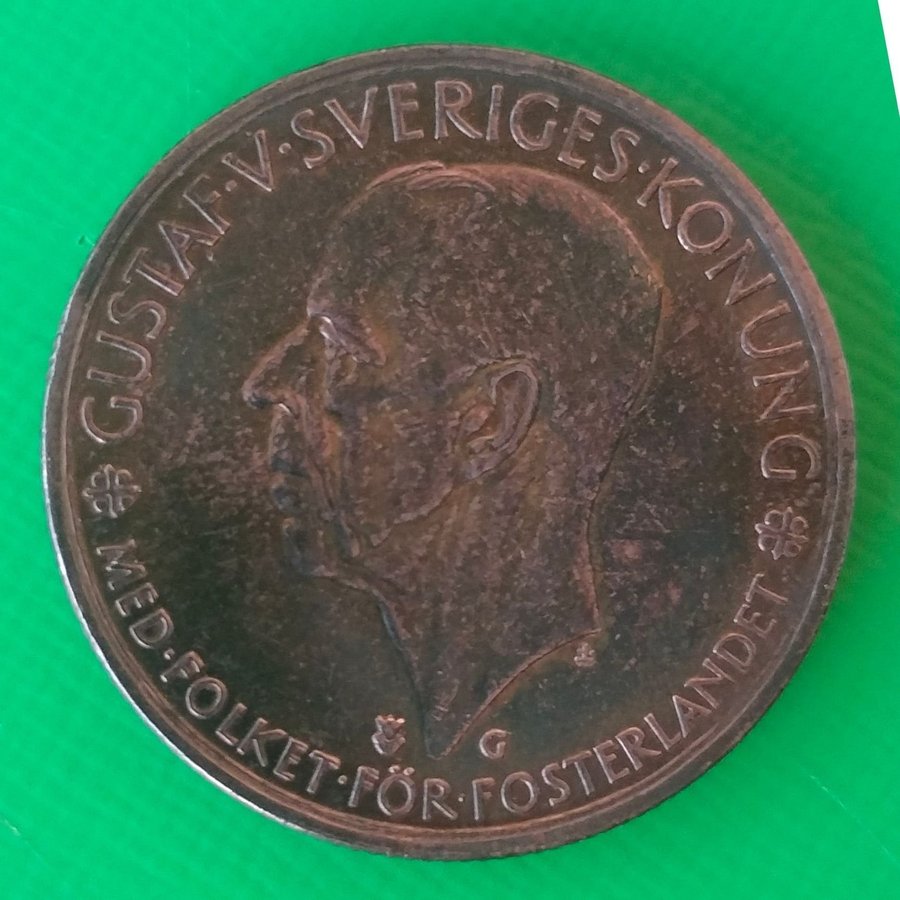 GUSTAF·V·SVERIGES·KONUNG
MED·FOLKET·FÖR·FOSTERLANDET
G